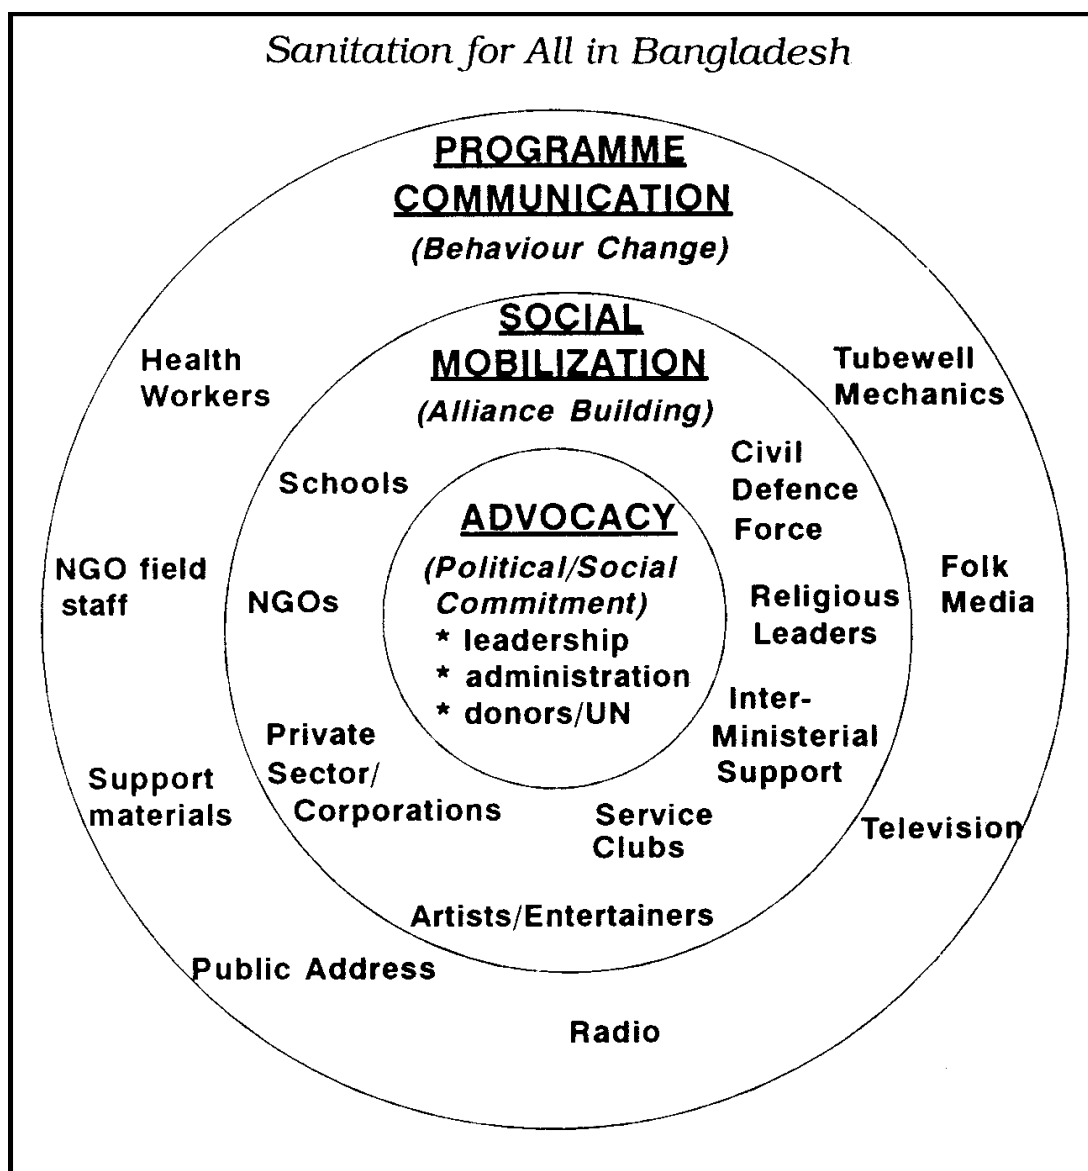 Sanitation for All in Bangladesh
PROGRAMME
COMMUNICATION
(Behaviour Change)
SOCIAL
MOBILIZATION
(Alliance Building)
Health
Workers
Tubewell
Mechanics
Schools
Civil
Defence
Force
ADVOCACY
(Political/Social
Commitment)
* leadership
* administration
* donors/UN
NGO field
staff
NGOs
Religious
Leaders
Folk
Media
Inter-
Ministerial
Support
Private
Sector/
Corporations
Support
materials
Service
Clubs
Television
Artists/Entertainers
Public Address
Radio